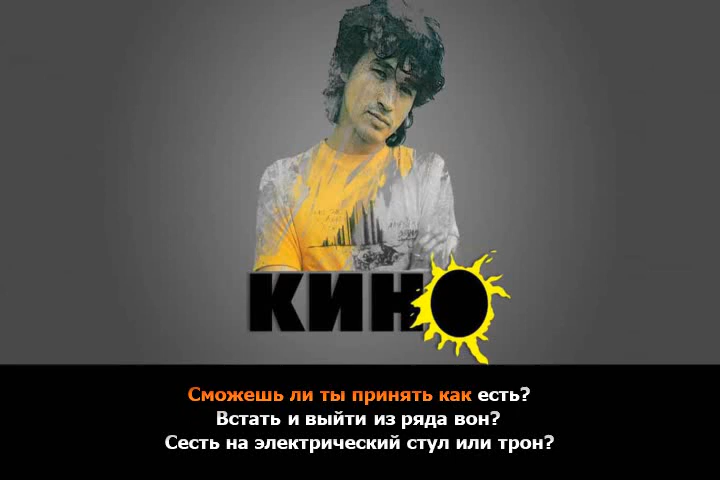 КИНО
Сможешь ли ты принять как есть?
Встать и выйти из ряда вон?
Сесть на электрический стул или трон?